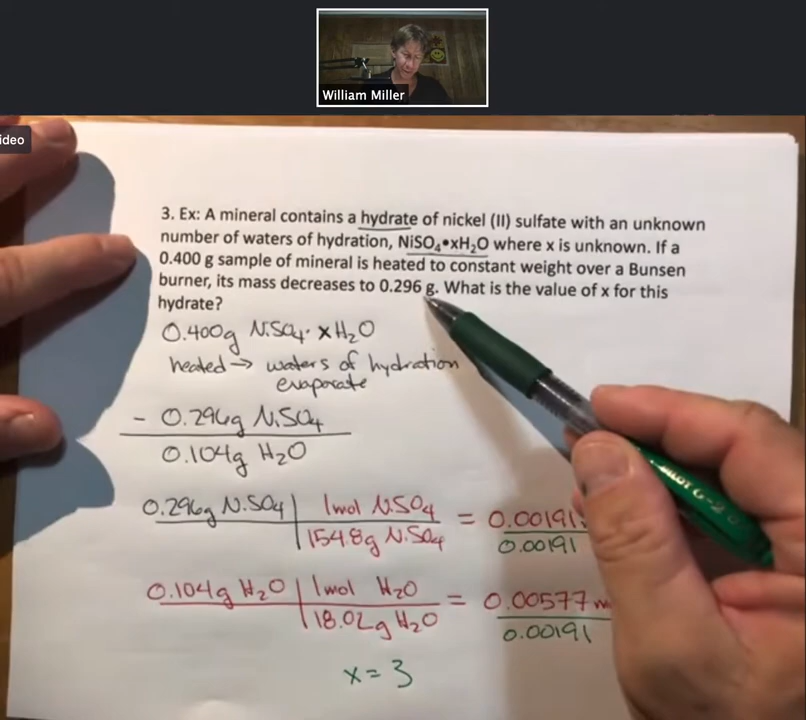 William Miller
ideo
3. Ex: A mineral contains a hydrate of nickel (II) sulfate with an unknown
number of waters of hydration, NiSO₄•xH₂O where x is unknown. If a
0.400 g sample of mineral is heated to constant weight over a Bunsen
burner, its mass decreases to 0.296 g. What is the value of x for this
hydrate?
0.400g NiSO₄· xH₂O
heated → waters of hydration
evaporate
- 0.296g NiSO₄
0.104g H₂O
0.296g NiSO₄ | 1mol NiSO₄ = 0.00191
154.8g NiSO₄ 0.00191
0.104g H₂O | 1mol H₂O = 0.00577 m
18.02g H₂O 0.00191
x = 3
PILOT G-2